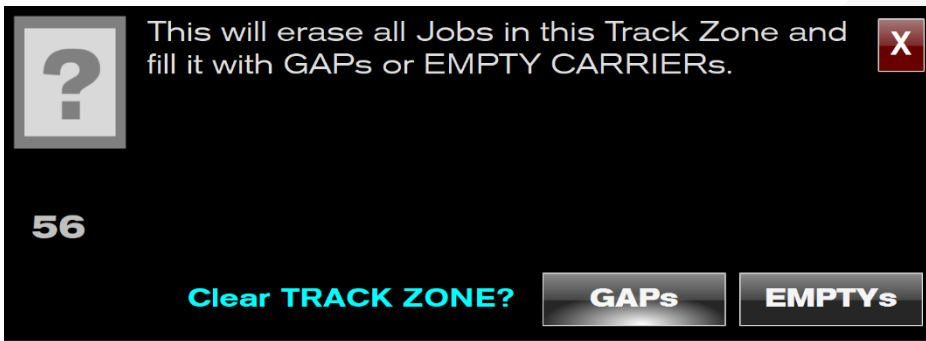 ?
This will erase all Jobs in this Track Zone and
fill it with GAPs or EMPTY CARRIERs.
X
56
Clear TRACK ZONE?
GAPs
EMPTYs